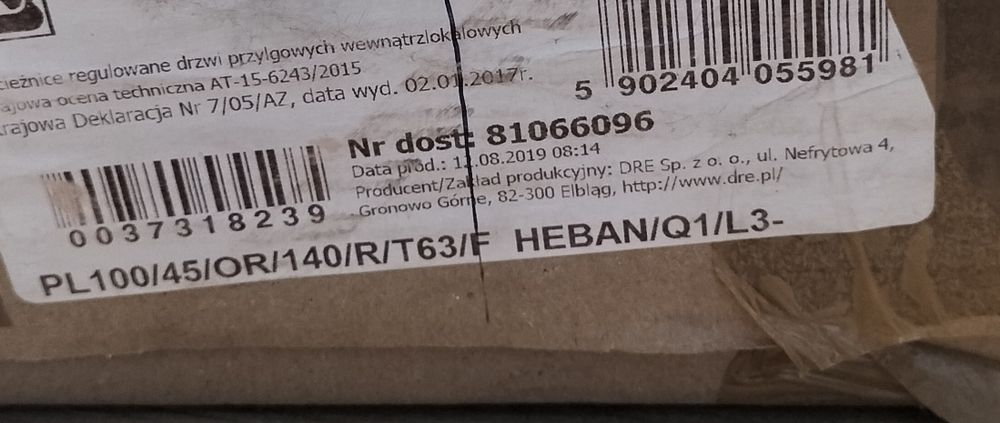 cieżnice regulowane drzwi przylgowych wewnątrzlokalowych
ajowa ocena techniczna AT-15-6243/2015
krajowa Deklaracja Nr 7/05/AZ, data wyd. 02.01.2017r.
5 902404 055981
Nr dost: 81066096
Data prod.: 12.08.2019 08:14
Producent/Zakład produkcyjny: DRE Sp. z o. o., ul. Nefrytowa 4,
Gronowo Górne, 82-300 Elbląg, http://www.dre.pl/
0037318239
PL100/45/OR/140/R/T63/F HEBAN/Q1/L3-